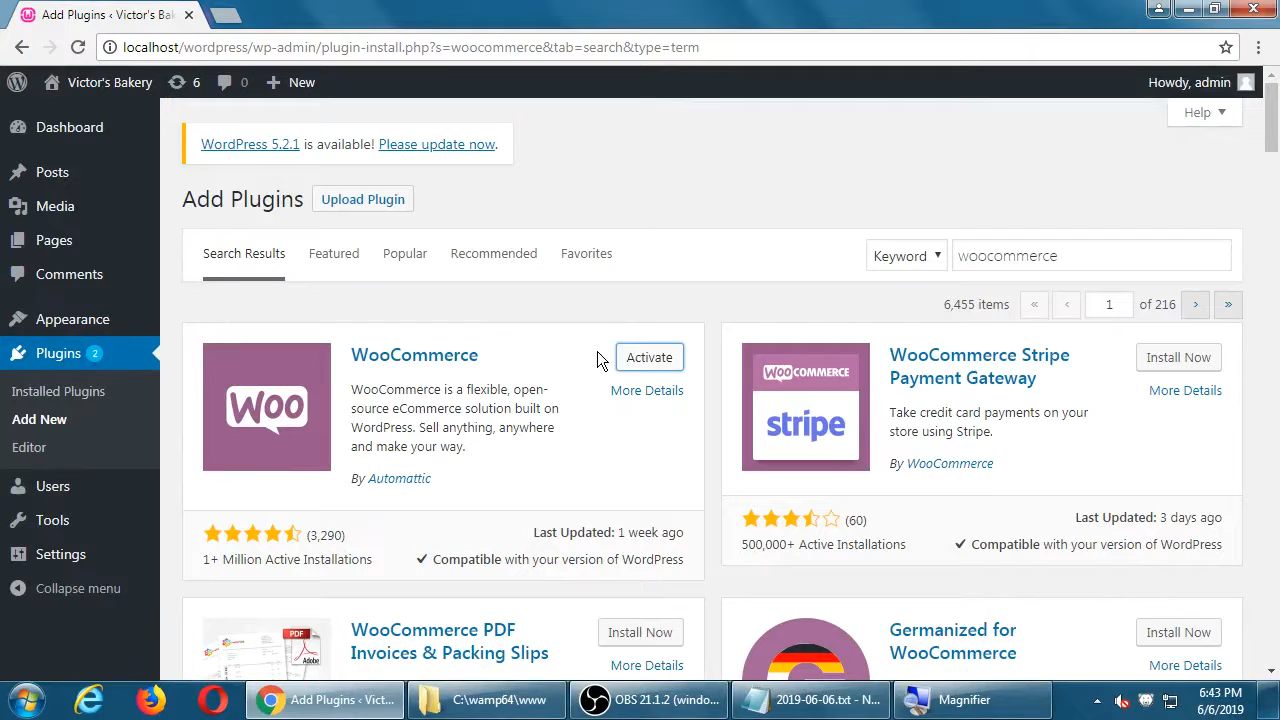 Add Plugins ‹ Victor's Bak
localhost/wordpress/wp-admin/plugin-install.php?s=woocommerce&tab=search&type=term
Victor's Bakery 6 0 New Howdy, admin
Help
WordPress 5.2.1 is available! Please update now.
Add Plugins Upload Plugin
Search Results Featured Popular Recommended Favorites Keyword woocommerce
6,455 items « ‹ 1 of 216 › »
Dashboard
Posts
Media
Pages
Comments
Appearance
Plugins 2
Installed Plugins
Add New
Editor
Users
Tools
Settings
Collapse menu
WOO
WooCommerce Activate
More Details
WooCommerce is a flexible, open-
source eCommerce solution built on
WordPress. Sell anything, anywhere
and make your way.
By Automattic
(3,290) Last Updated: 1 week ago
1+ Million Active Installations Compatible with your version of WordPress
WOOCOMMERCE
stripe
WooCommerce Stripe
Payment Gateway
Install Now
More Details
Take credit card payments on your
store using Stripe.
By WooCommerce
(60) Last Updated: 3 days ago
500,000+ Active Installations Compatible with your version of WordPress
PDF
Adobe
WooCommerce PDF
Invoices & Packing Slips
Install Now
More Details
Germanized for
WooCommerce
Install Now
More Details
Add Plugins ‹ Vict... C:\wamp64\www OBS 21.1.2 (windo... 2019-06-06.txt - N... Magnifier
6:43 PM
6/6/2019